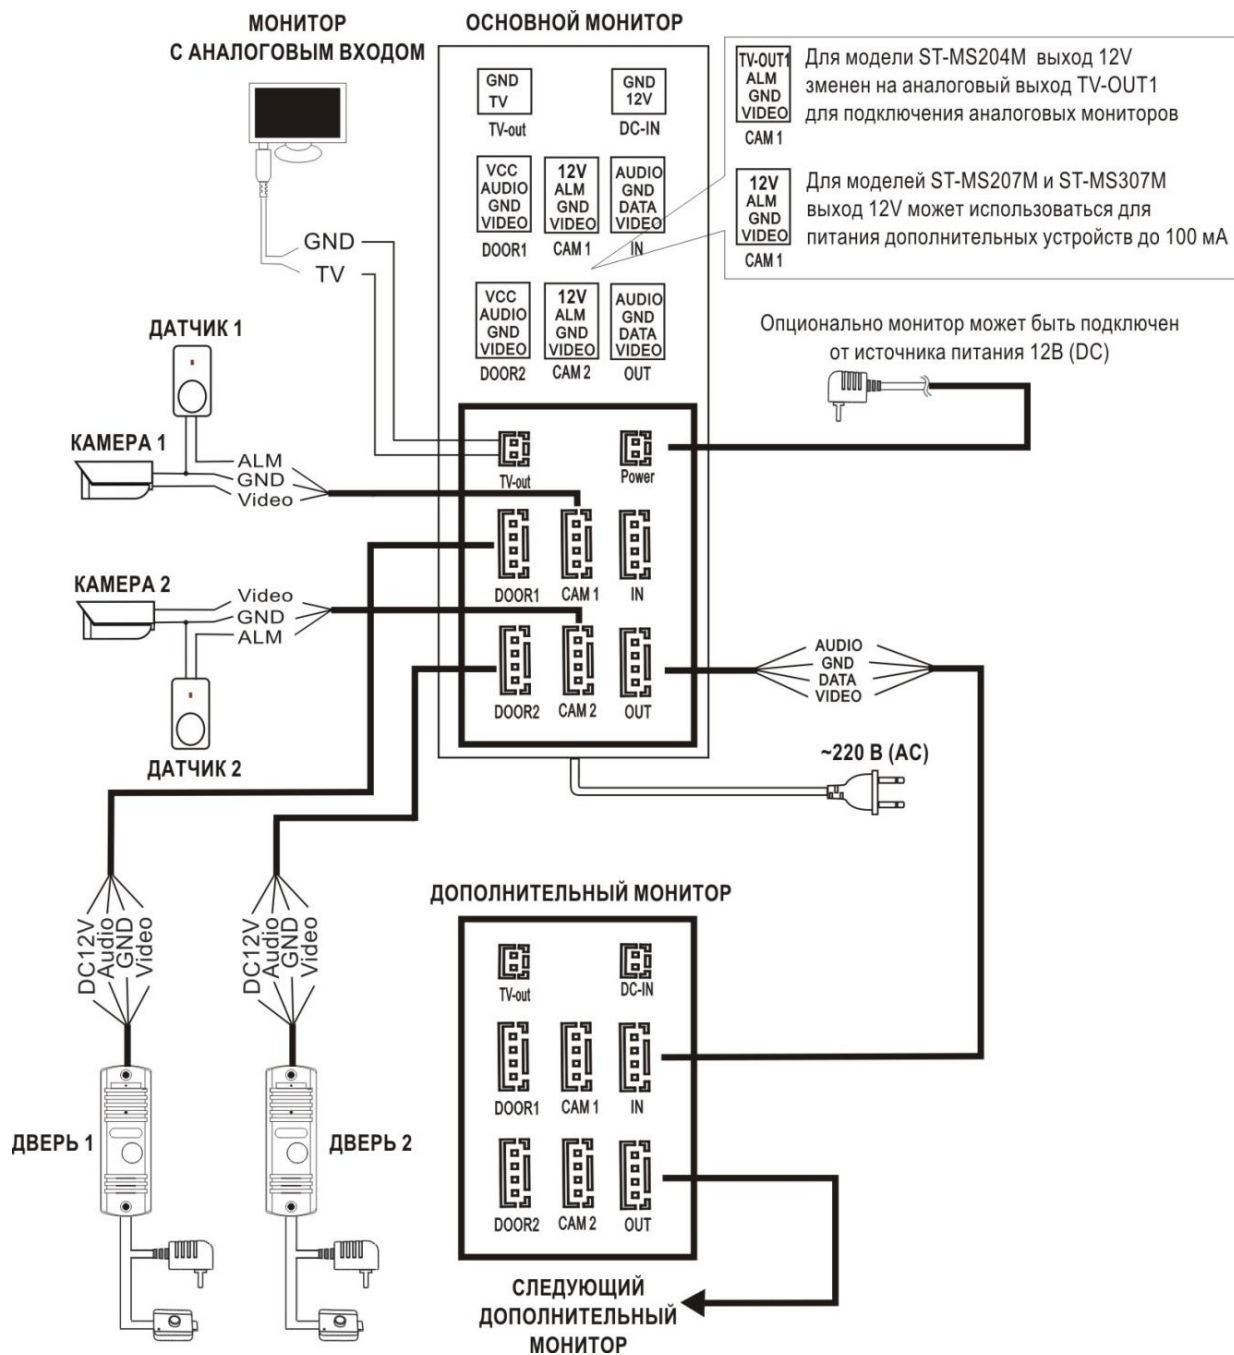 МОНИТОР
С АНАЛОГОВЫМ ВХОДОМ
ОСНОВНОЙ МОНИТОР
GND
TV
TV-out
GND
12V
DC-IN
VCC
AUDIO
GND
VIDEO
DOOR1
12V
ALM
GND
VIDEO
CAM 1
AUDIO
GND
DATA
VIDEO
IN
VCC
AUDIO
GND
VIDEO
DOOR2
12V
ALM
GND
VIDEO
CAM 2
AUDIO
GND
DATA
VIDEO
OUT
TV-OUT1
ALM
GND
VIDEO
CAM 1
Для модели ST-MS204M выход 12V
зменен на аналоговый выход TV-OUT1
для подключения аналоговых мониторов
12V
ALM
GND
VIDEO
CAM 1
Для моделей ST-MS207M и ST-MS307M
выход 12V может использоваться для
питания дополнительных устройств до 100 мА
GND
TV
Опционально монитор может быть подключен
от источника питания 12В (DC)
ДАТЧИК 1
КАМЕРА 1
ALM
GND
Video
КАМЕРА 2
Video
GND
ALM
ДАТЧИК 2
TV-out
Power
DOOR1
CAM 1
IN
DOOR2
CAM 2
OUT
AUDIO
GND
DATA
VIDEO
~220 В (AC)
DC12V
Audio
GND
Video
DC12V
Audio
GND
Video
ДВЕРЬ 1
ДВЕРЬ 2
ДОПОЛНИТЕЛЬНЫЙ МОНИТОР
TV-out
DC-IN
DOOR1
CAM 1
IN
DOOR2
CAM 2
OUT
СЛЕДУЮЩИЙ
ДОПОЛНИТЕЛЬНЫЙ
МОНИТОР